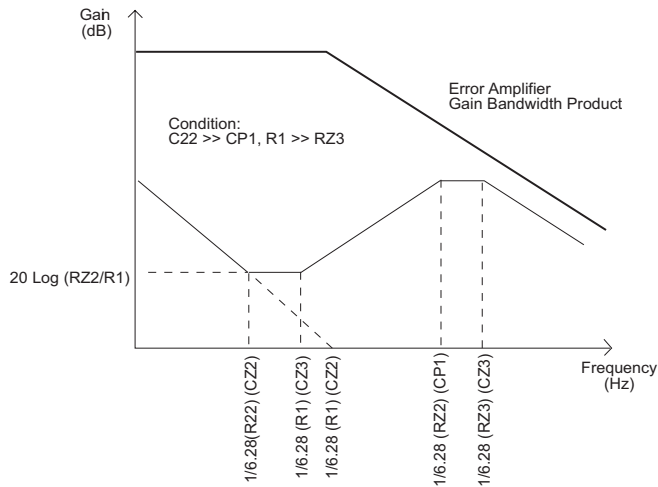 Gain
(dB)
Error Amplifier
Gain Bandwidth Product
Condition:
C22 >> CP1, R1 >> RZ3
20 Log (RZ2/R1)
Frequency
(Hz)
1/6.28(R22) (CZ2)
1/6.28 (R1) (CZ3)
1/6.28 (R1) (CZ2)
1/6.28 (RZ2) (CP1)
1/6.28 (RZ3) (CZ3)